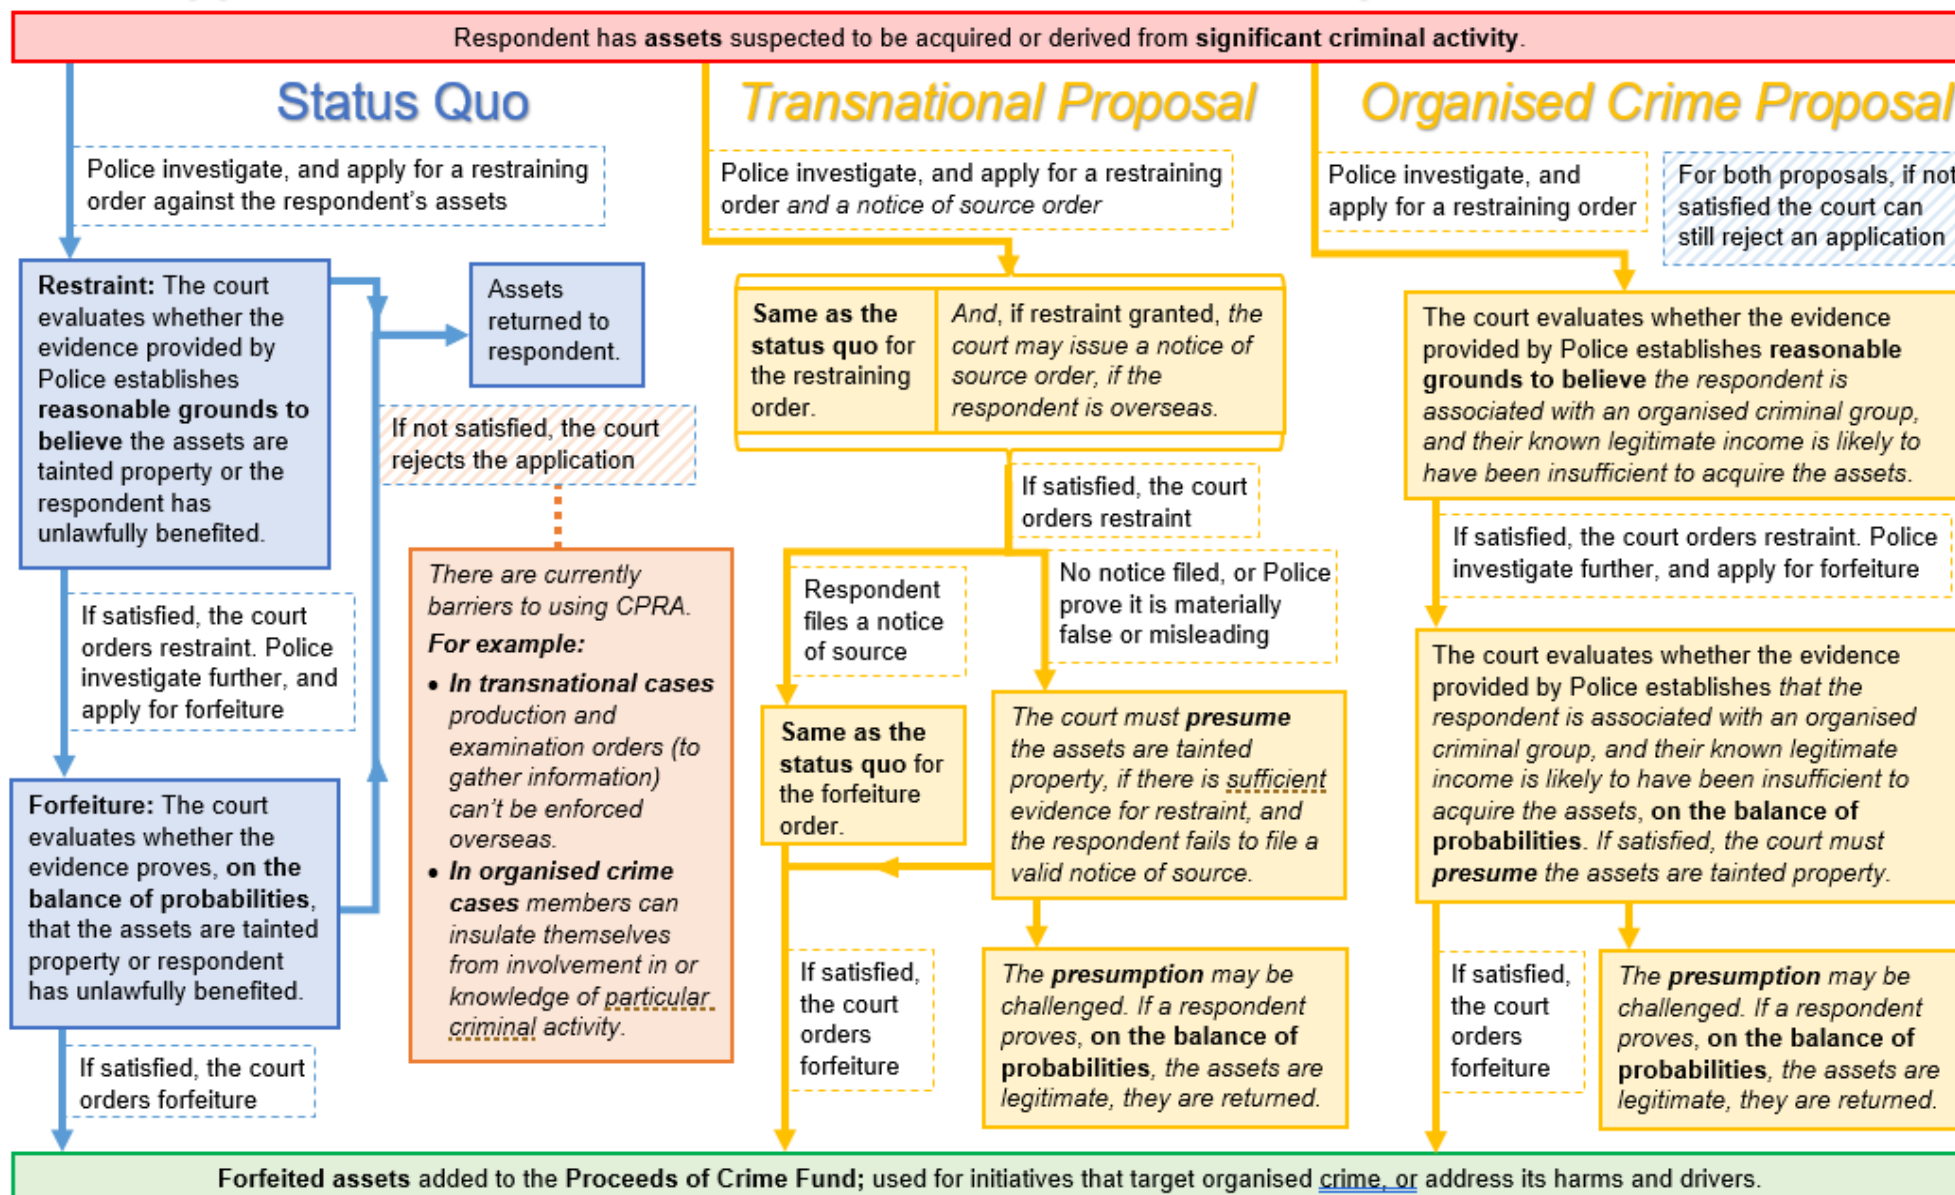 Respondent has assets suspected to be acquired or derived from significant criminal activity.
Status Quo
Police investigate, and apply for a restraining
order against the respondent's assets
Restraint: The court
evaluates whether the
evidence provided by
Police establishes
reasonable grounds to
believe the assets are
tainted property or the
respondent has
unlawfully benefited.
Assets
returned to
respondent.
If not satisfied, the court
rejects the application
If satisfied, the court
orders restraint. Police
investigate further, and
apply for forfeiture
There are currently
barriers to using CPRA.
For example:
• In transnational cases
production and
examination orders (to
gather information)
can't be enforced
overseas.
• In organised crime
cases members can
insulate themselves
from involvement in or
knowledge of particular
criminal activity.
Forfeiture: The court
evaluates whether the
evidence proves, on the
balance of probabilities,
that the assets are tainted
property or respondent
has unlawfully benefited.
If satisfied, the court
orders forfeiture
Transnational Proposal
Police investigate, and apply for a restraining
order and a notice of source order
Same as the
status quo for
the restraining
order.
And, if restraint granted, the
court may issue a notice of
source order, if the
respondent is overseas.
If satisfied, the court
orders restraint
Respondent
files a notice
of source
No notice filed, or Police
prove it is materially
false or misleading
Same as the
status quo for
the forfeiture
order.
The court must presume
the assets are tainted
property, if there is sufficient
evidence for restraint, and
the respondent fails to file a
valid notice of source.
If satisfied,
the court
orders
forfeiture
The presumption may be
challenged. If a respondent
proves, on the balance of
probabilities, the assets are
legitimate, they are returned.
Organised Crime Proposal
Police investigate, and
apply for a restraining order
For both proposals, if not
satisfied the court can
still reject an application
The court evaluates whether the evidence
provided by Police establishes reasonable
grounds to believe the respondent is
associated with an organised criminal group,
and their known legitimate income is likely to
have been insufficient to acquire the assets.
If satisfied, the court orders restraint. Police
investigate further, and apply for forfeiture
The court evaluates whether the evidence
provided by Police establishes that the
respondent is associated with an organised
criminal group, and their known legitimate
income is likely to have been insufficient to
acquire the assets, on the balance of
probabilities. If satisfied, the court must
presume the assets are tainted property.
If satisfied,
the court
orders
forfeiture
The presumption may be
challenged. If a respondent
proves, on the balance of
probabilities, the assets are
legitimate, they are returned.
Forfeited assets added to the Proceeds of Crime Fund; used for initiatives that target organised crime, or address its harms and drivers.